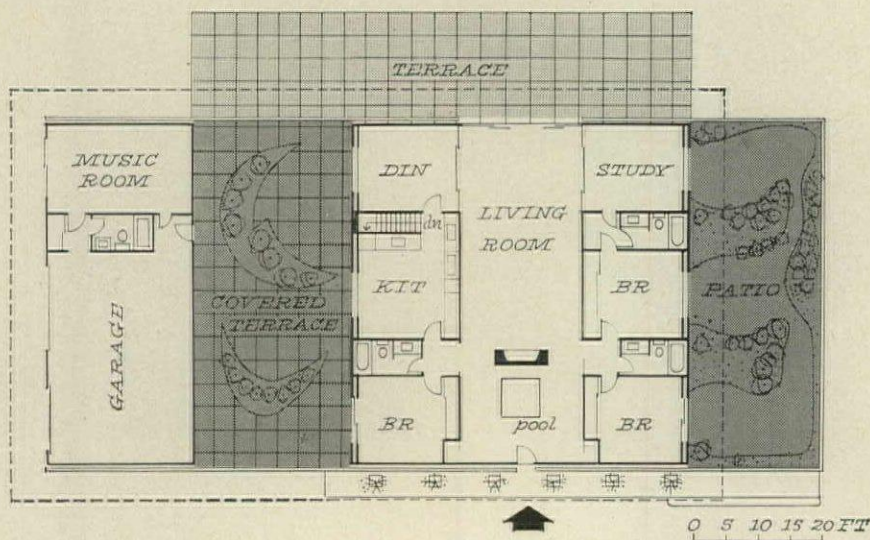 TERRACE
MUSIC
ROOM
DIN
STUDY
dn
LIVING
ROOM
KIT
BR
PATIO
COVERED
TERRACE
GARAGE
BR
pool
BR
0 5 10 15 20 FT